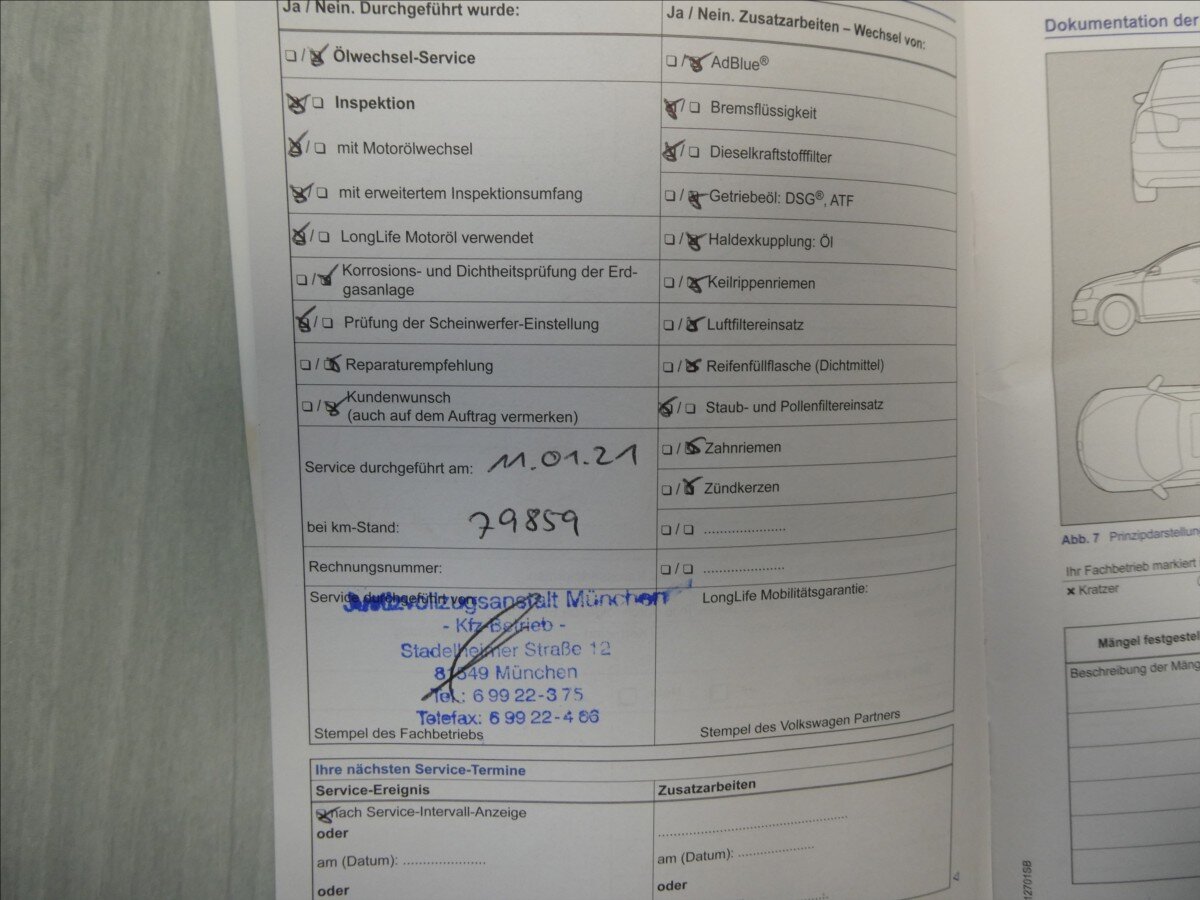 Ja / Nein. Durchgeführt wurde:
Ölwechsel-Service
Inspektion
mit Motorölwechsel
mit erweitertem Inspektionsumfang
LongLife Motoröl verwendet
Korrosions- und Dichtheitsprüfung der Erd-
gasanlage
Prüfung der Scheinwerfer-Einstellung
Reparaturempfehlung
Kundenwunsch
(auch auf dem Auftrag vermerken)
Service durchgeführt am: 11.01.21
bei km-Stand: 79859
Rechnungsnummer:
Service durchgeführt von:
Justizvollzugsanstalt München
- Kfz-Betrieb -
Stadelheimer Straße 12
81549 München
Tel.: 6 99 22-3 75
Telefax: 6 99 22-4 66
Stempel des Fachbetriebs
Ja / Nein. Zusatzarbeiten – Wechsel von:
AdBlue®
Bremsflüssigkeit
Dieselkraftstofffilter
Getriebeöl: DSG®, ATF
Haldexkupplung: Öl
Keilrippenriemen
Luftfiltereinsatz
Reifenfüllflasche (Dichtmittel)
Staub- und Pollenfiltereinsatz
Zahnriemen
Zündkerzen
LongLife Mobilitätsgarantie:
Stempel des Volkswagen Partners
Ihre nächsten Service-Termine
Service-Ereignis
nach Service-Intervall-Anzeige
oder
am (Datum): .....................
oder
Zusatzarbeiten
am (Datum): ...................
oder
Dokumentation der
Abb. 7 Prinzipdarstellung
Ihr Fachbetrieb markiert
× Kratzer
Mängel festgestel
Beschreibung der Mäng
12701SB